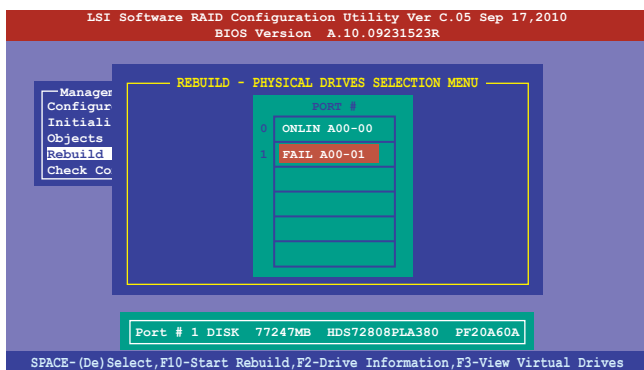 LSI Software RAID Configuration Utility Ver C.05 Sep 17,2010
BIOS Version A.10.09231523R
REBUILD - PHYSICAL DRIVES SELECTION MENU
Managem
Configur
Initiali
Objects
Rebuild
Check Co
PORT #
0 ONLIN A00-00
1 FAIL A00-01
Port # 1 DISK 77247MB HDS72808PLA380 PF20A60A
SPACE-(De)Select,F10-Start Rebuild,F2-Drive Information,F3-View Virtual Drives